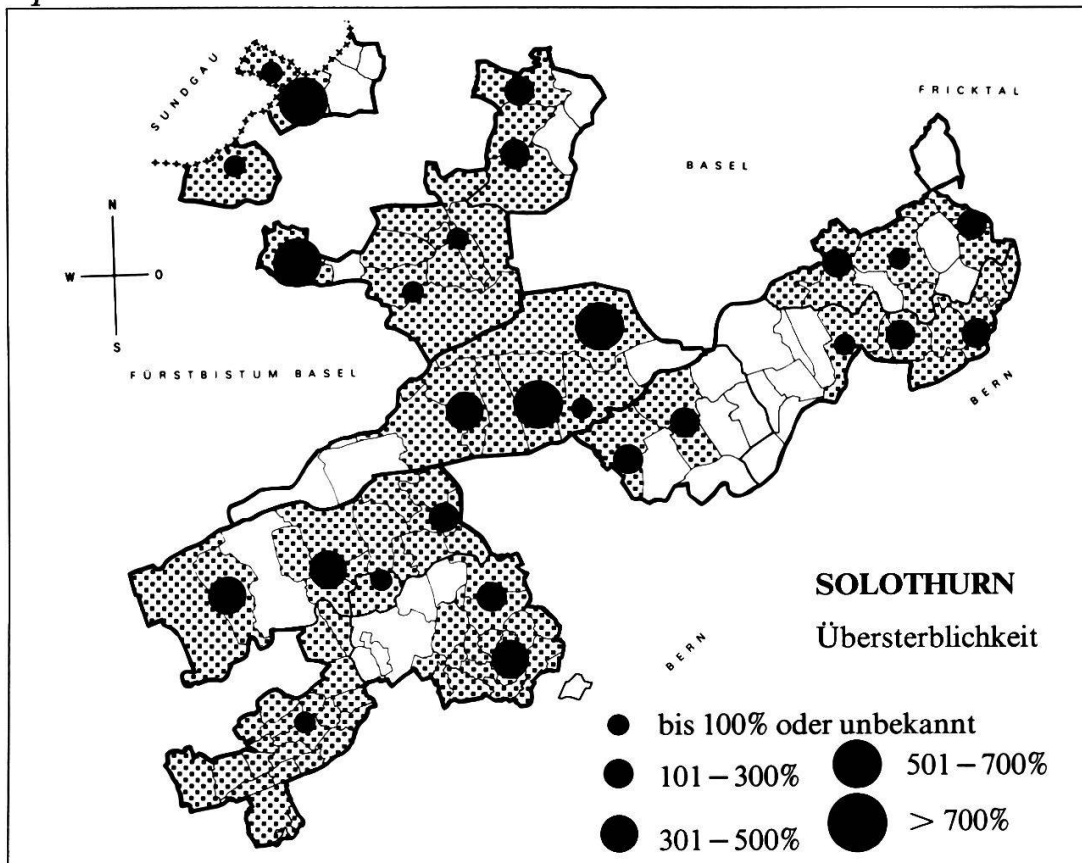 SUNDGAU
FRICKTAL
BASEL
N
W O
S
FÜRSTBISTUM BASEL
BERN
BERN
SOLOTHURN
Übersterblichkeit
bis 100% oder unbekannt
101–300%
301–500%
501–700%
> 700%